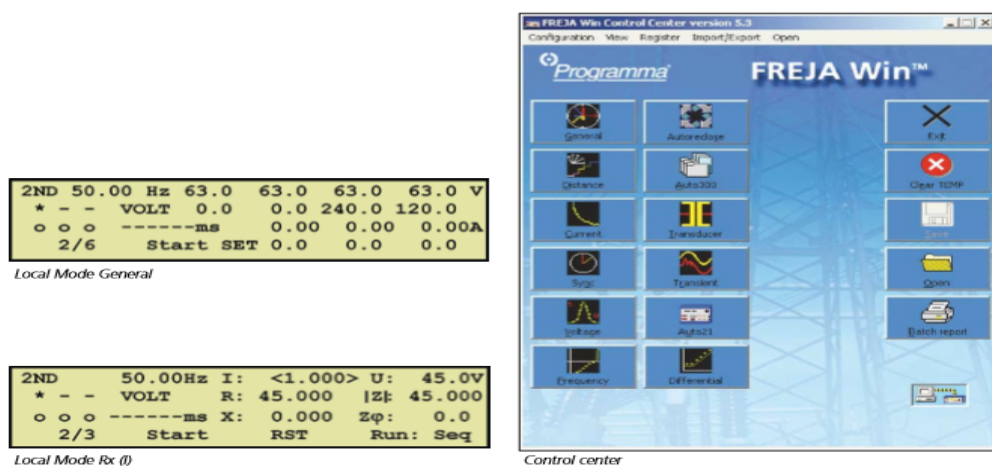 2ND 50.00 Hz 63.0 63.0 63.0 63.0 V
* - - VOLT 0.0 0.0 240.0 120.0
o o o ------ms 0.00 0.00 0.00A
2/6 Start SET 0.0 0.0 0.0
Local Mode General
2ND 50.00Hz I: <1.000> U: 45.0V
* - - VOLT R: 45.000 |Z|: 45.000
o o o ------ms X: 0.000 Zφ: 0.0
2/3 Start RST Run: Seq
Local Mode Rx (I)
FREJA Win Control Center version 5.3
Configuration View Register Import/Export Open
Programma FREJA Win™
General Autoreclose Exit
Distance Auto300 Clear TEMP
Current Transducer Save
Sync Transient Open
Voltage Auto21 Batch report
Frequency Differential
Control center